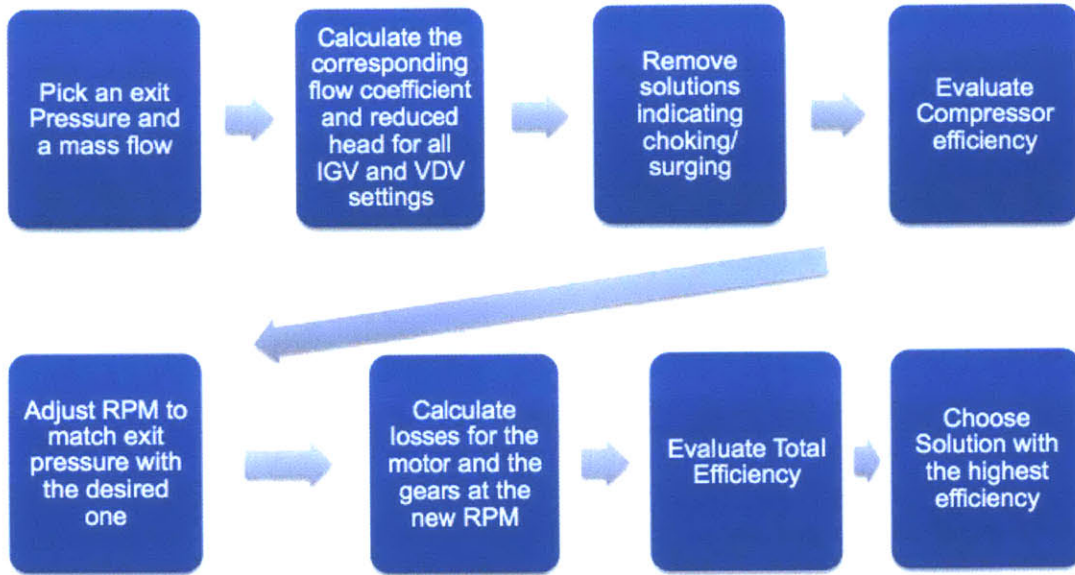 Pick an exit
Pressure and
a mass flow
Calculate the
corresponding
flow coefficient
and reduced
head for all
IGV and VDV
settings
Remove
solutions
indicating
choking/
surging
Evaluate
Compressor
efficiency
Adjust RPM to
match exit
pressure with
the desired
one
Calculate
losses for the
motor and the
gears at the
new RPM
Evaluate Total
Efficiency
Choose
Solution with
the highest
efficiency